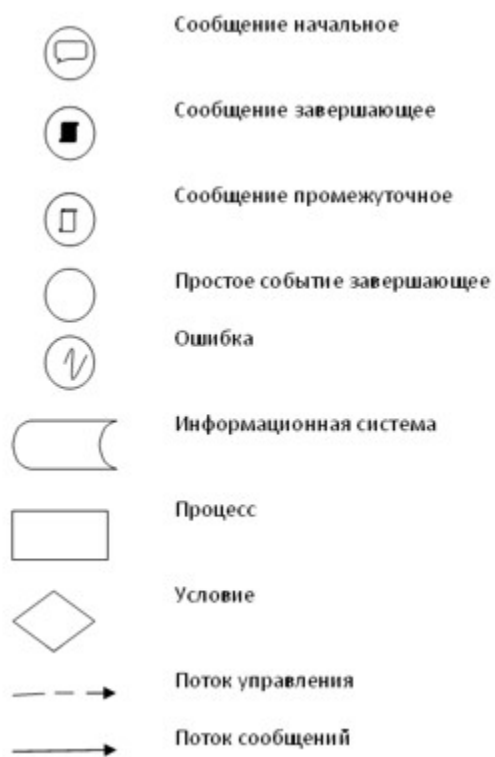 Сообщение начальное
Сообщение завершающее
Сообщение промежуточное
Простое событие завершающее
Ошибка
Информационная система
Процесс
Условие
Поток управления
Поток сообщений